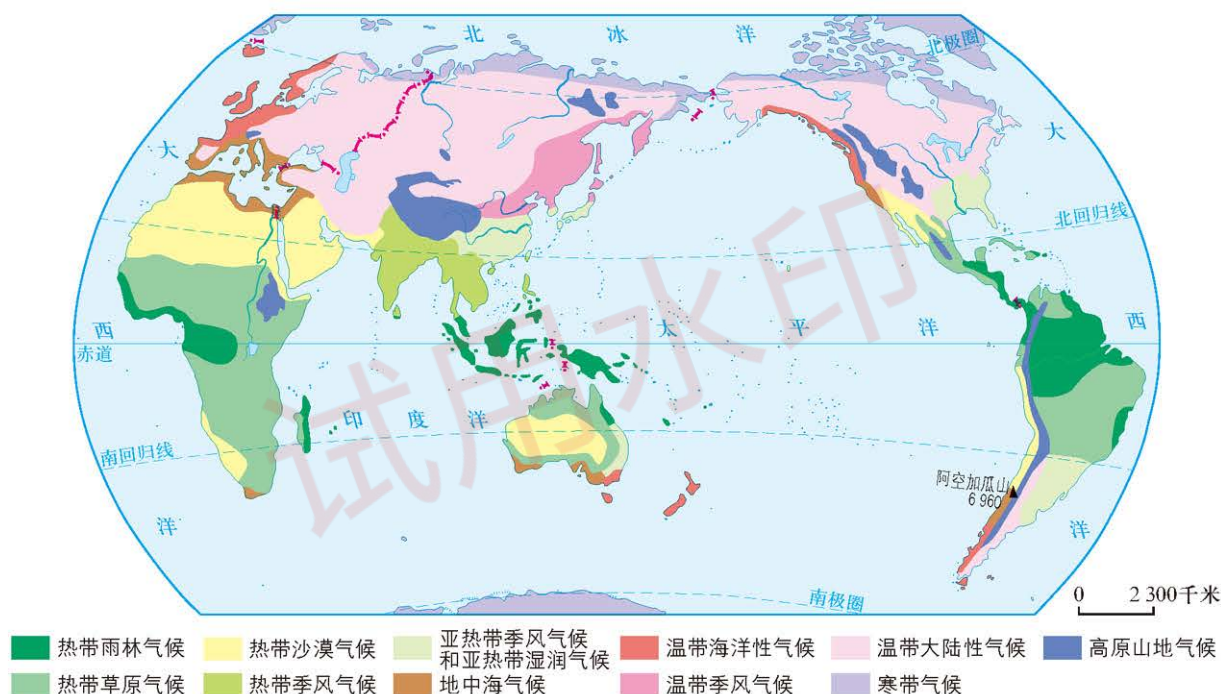 北 冰 洋
北极圈
大
大
北回归线
西
太 平 洋
西
赤道
印 度 洋
南回归线
阿空加瓜山
6 960
洋
洋
南极圈
0 2 300千米
试用水印
热带雨林气候
热带沙漠气候
亚热带季风气候
和亚热带湿润气候
温带海洋性气候
温带大陆性气候
高原山地气候
热带草原气候
热带季风气候
地中海气候
温带季风气候
寒带气候